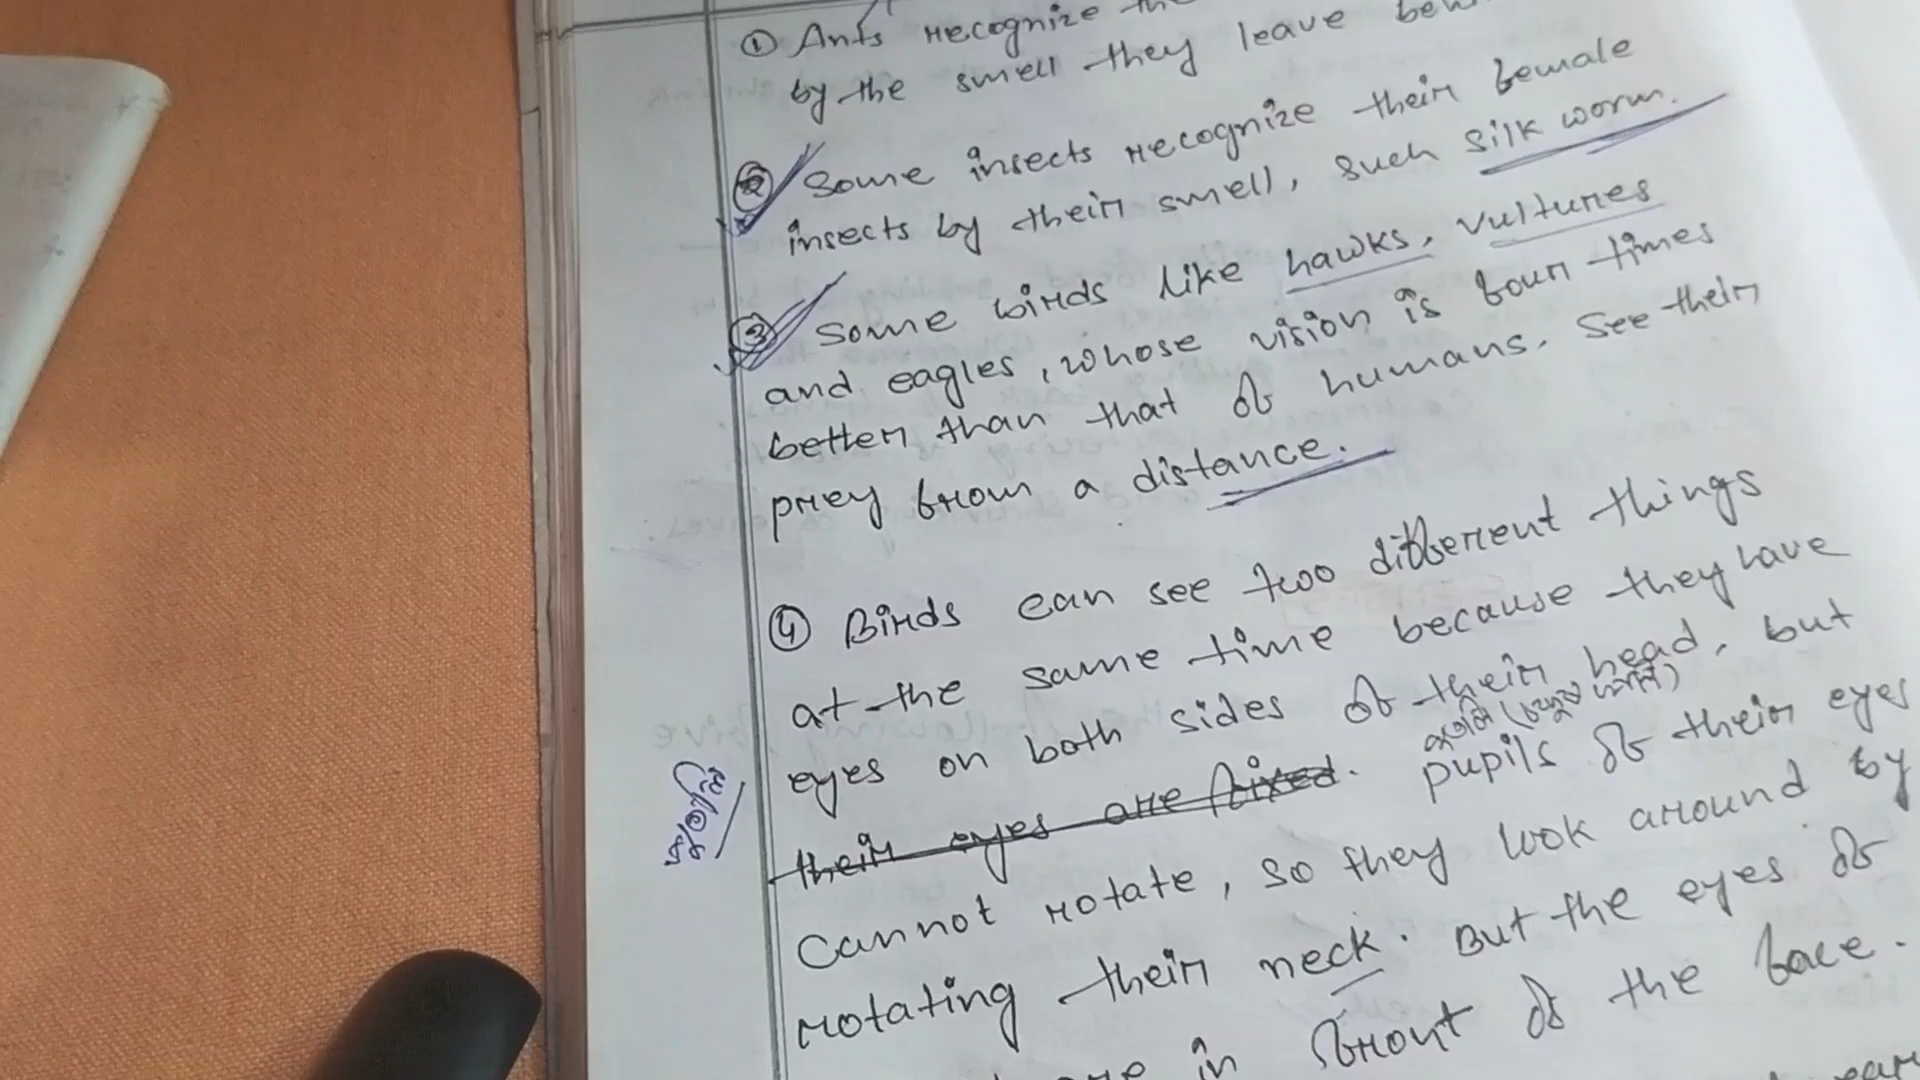 ① Ants recognize
by the smell they leave
② Some insects recognize their female
insects by their smell, such silk worm.
③ Some birds like hawks, vultures
and eagles, whose vision is four times
better than that of humans. See their
prey from a distance.
④ Birds can see two different things
at the same time because they have
eyes on both sides of their head, but
their eyes are fixed. pupils of their eyes
cannot rotate, so they look around by
rotating their neck. But the eyes of
in front of the face.